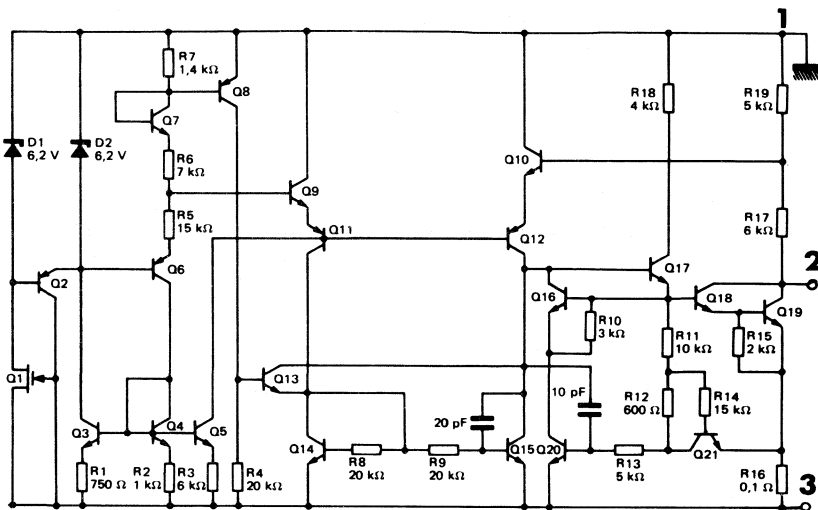 1
R7
1,4 kΩ
Q8
R18
4 kΩ
R19
5 kΩ
Q7
D1
6,2 V
D2
6,2 V
R6
7 kΩ
Q10
Q9
R5
15 kΩ
R17
6 kΩ
Q11
Q12
Q2
Q6
Q17
2
Q16
Q18
Q19
R10
3 kΩ
R11
10 kΩ
R15
2 kΩ
Q1
Q13
10 pF
R12
600 Ω
R14
15 kΩ
20 pF
Q3
Q4
Q5
Q14
Q15
Q20
Q21
R1
750 Ω
R2
1 kΩ
R3
6 kΩ
R4
20 kΩ
R8
20 kΩ
R9
20 kΩ
R13
5 kΩ
R16
0,1 Ω
3